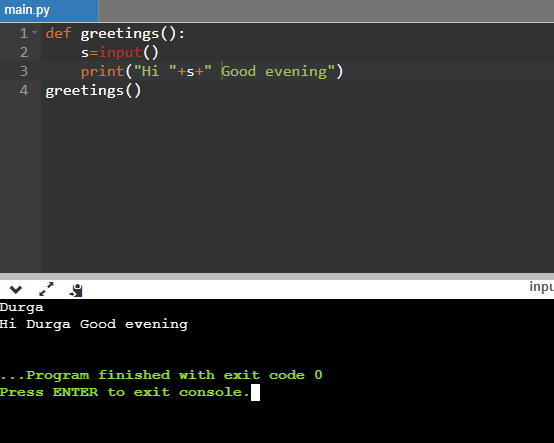 main.py
1 def greetings():
2     s=input()
3     print("Hi "+s+" Good evening")
4 greetings()
inpu
Durga
Hi Durga Good evening
...Program finished with exit code 0
Press ENTER to exit console.